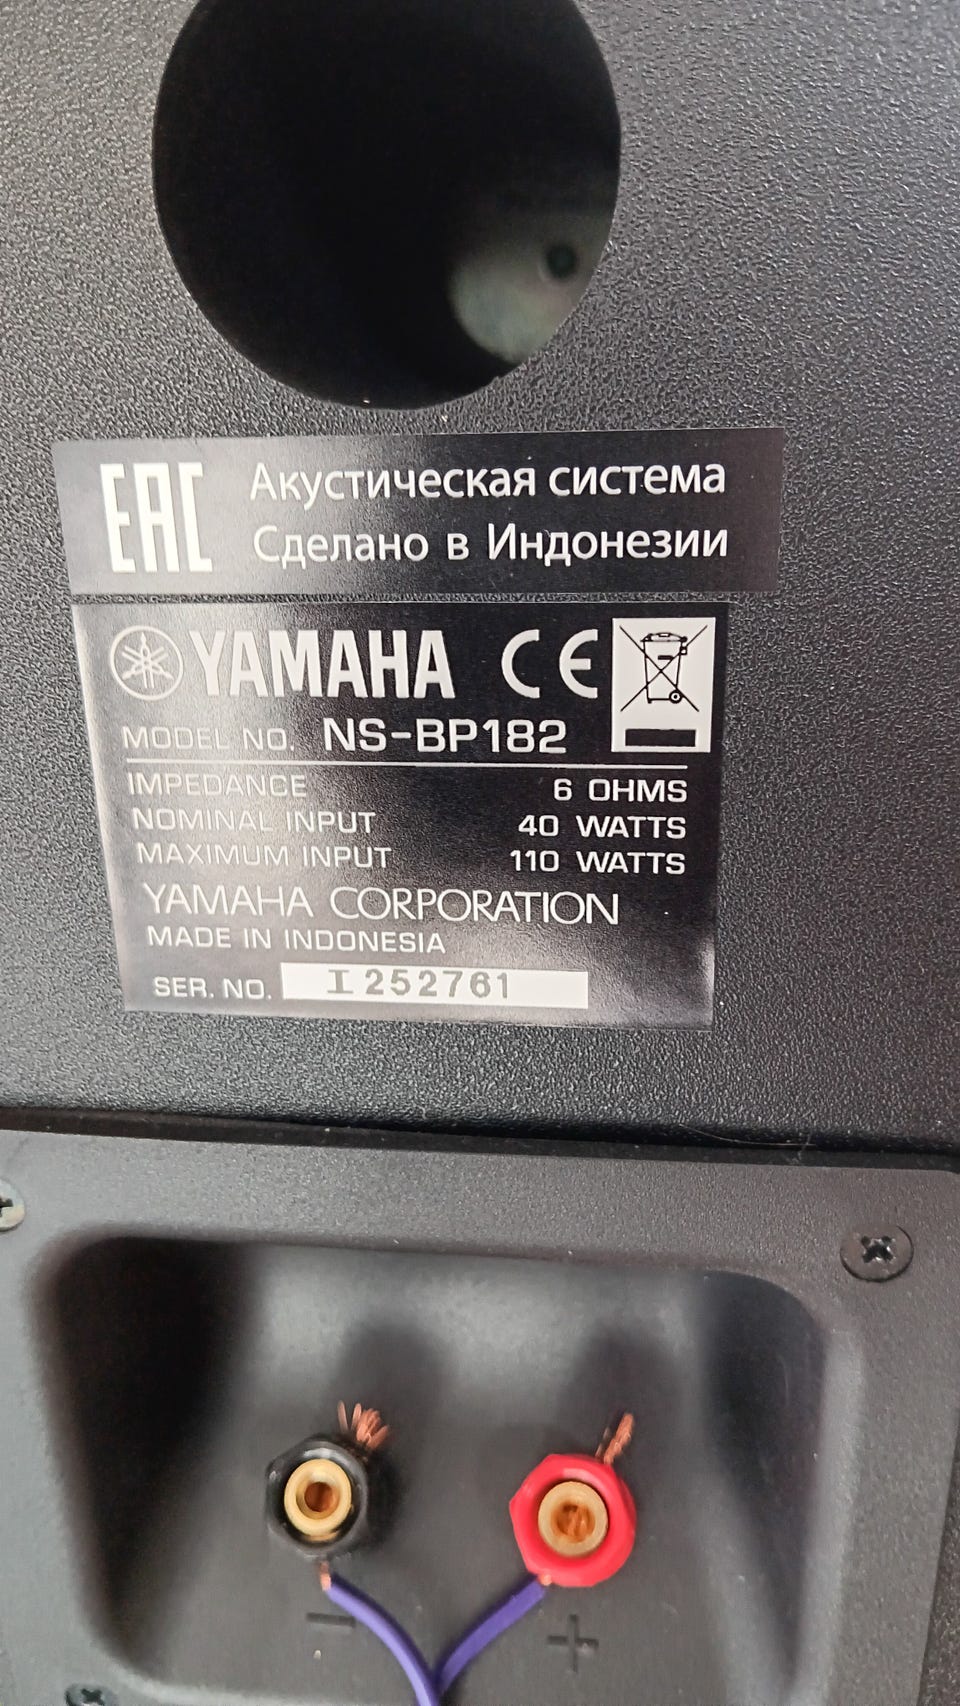 EAC
Акустическая система
Сделано в Индонезии
YAMAHA CE
MODEL NO. NS-BP182
IMPEDANCE 6 OHMS
NOMINAL INPUT 40 WATTS
MAXIMUM INPUT 110 WATTS
YAMAHA CORPORATION
MADE IN INDONESIA
SER. NO. I252761
- +